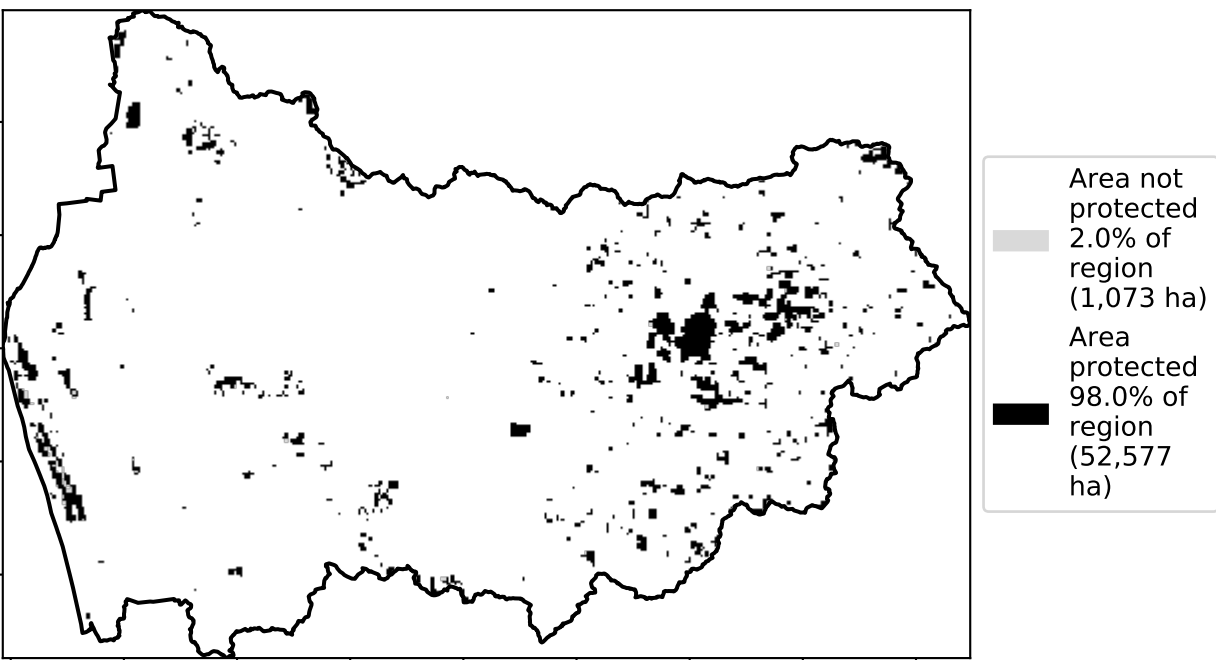 Area not
protected
2.0% of
region
(1,073 ha)
Area
protected
98.0% of
region
(52,577
ha)